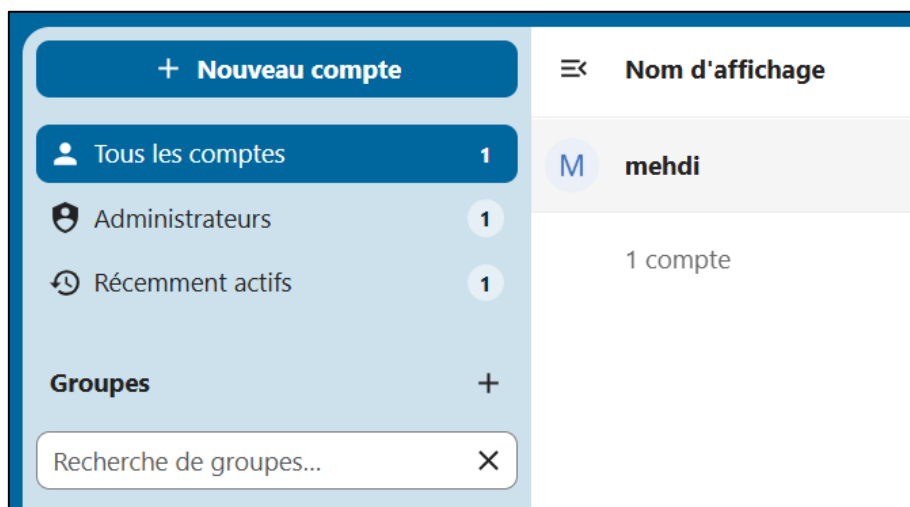 + Nouveau compte
Tous les comptes 1
Administrateurs 1
Récemment actifs 1
Groupes +
Recherche de groupes...
Nom d'affichage
M mehdi
1 compte